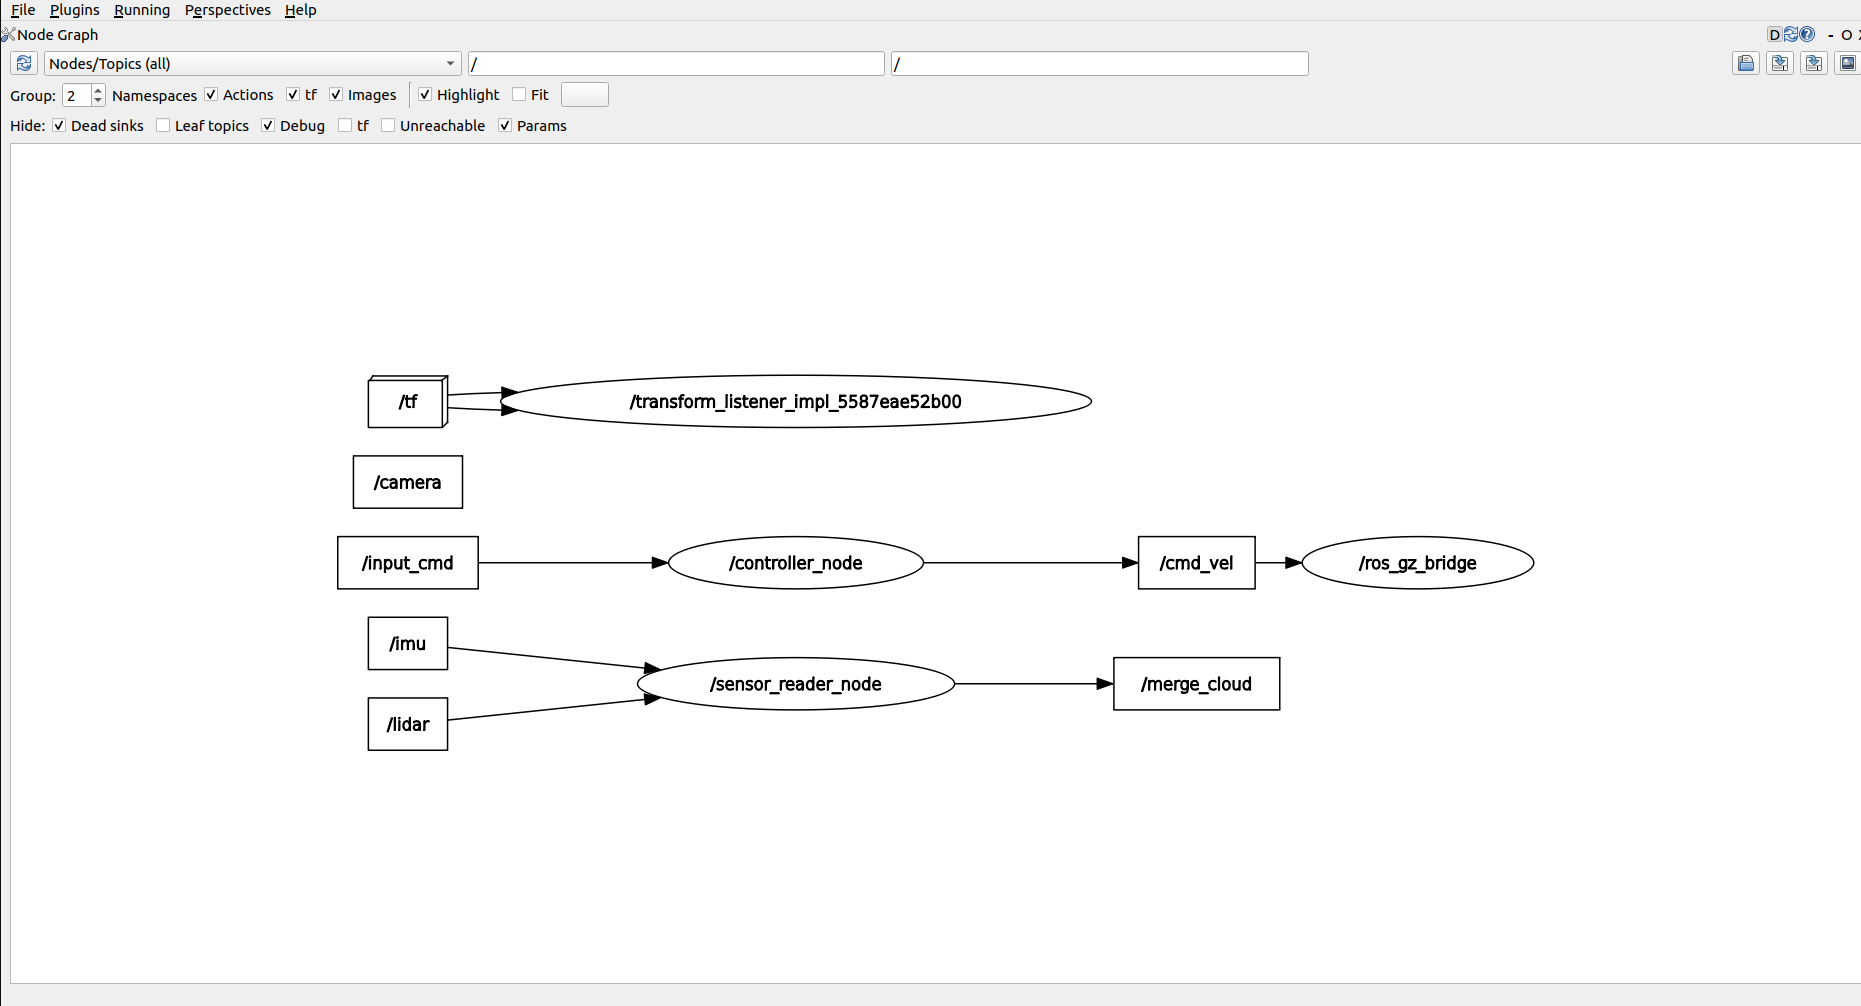 File Plugins Running Perspectives Help
Node Graph D - O
Nodes/Topics (all) / /
Group: 2 Namespaces Actions tf Images Highlight Fit
Hide: Dead sinks Leaf topics Debug tf Unreachable Params
/tf /transform_listener_impl_5587eae52b00
/camera
/input_cmd /controller_node /cmd_vel /ros_gz_bridge
/imu
/sensor_reader_node /merge_cloud
/lidar